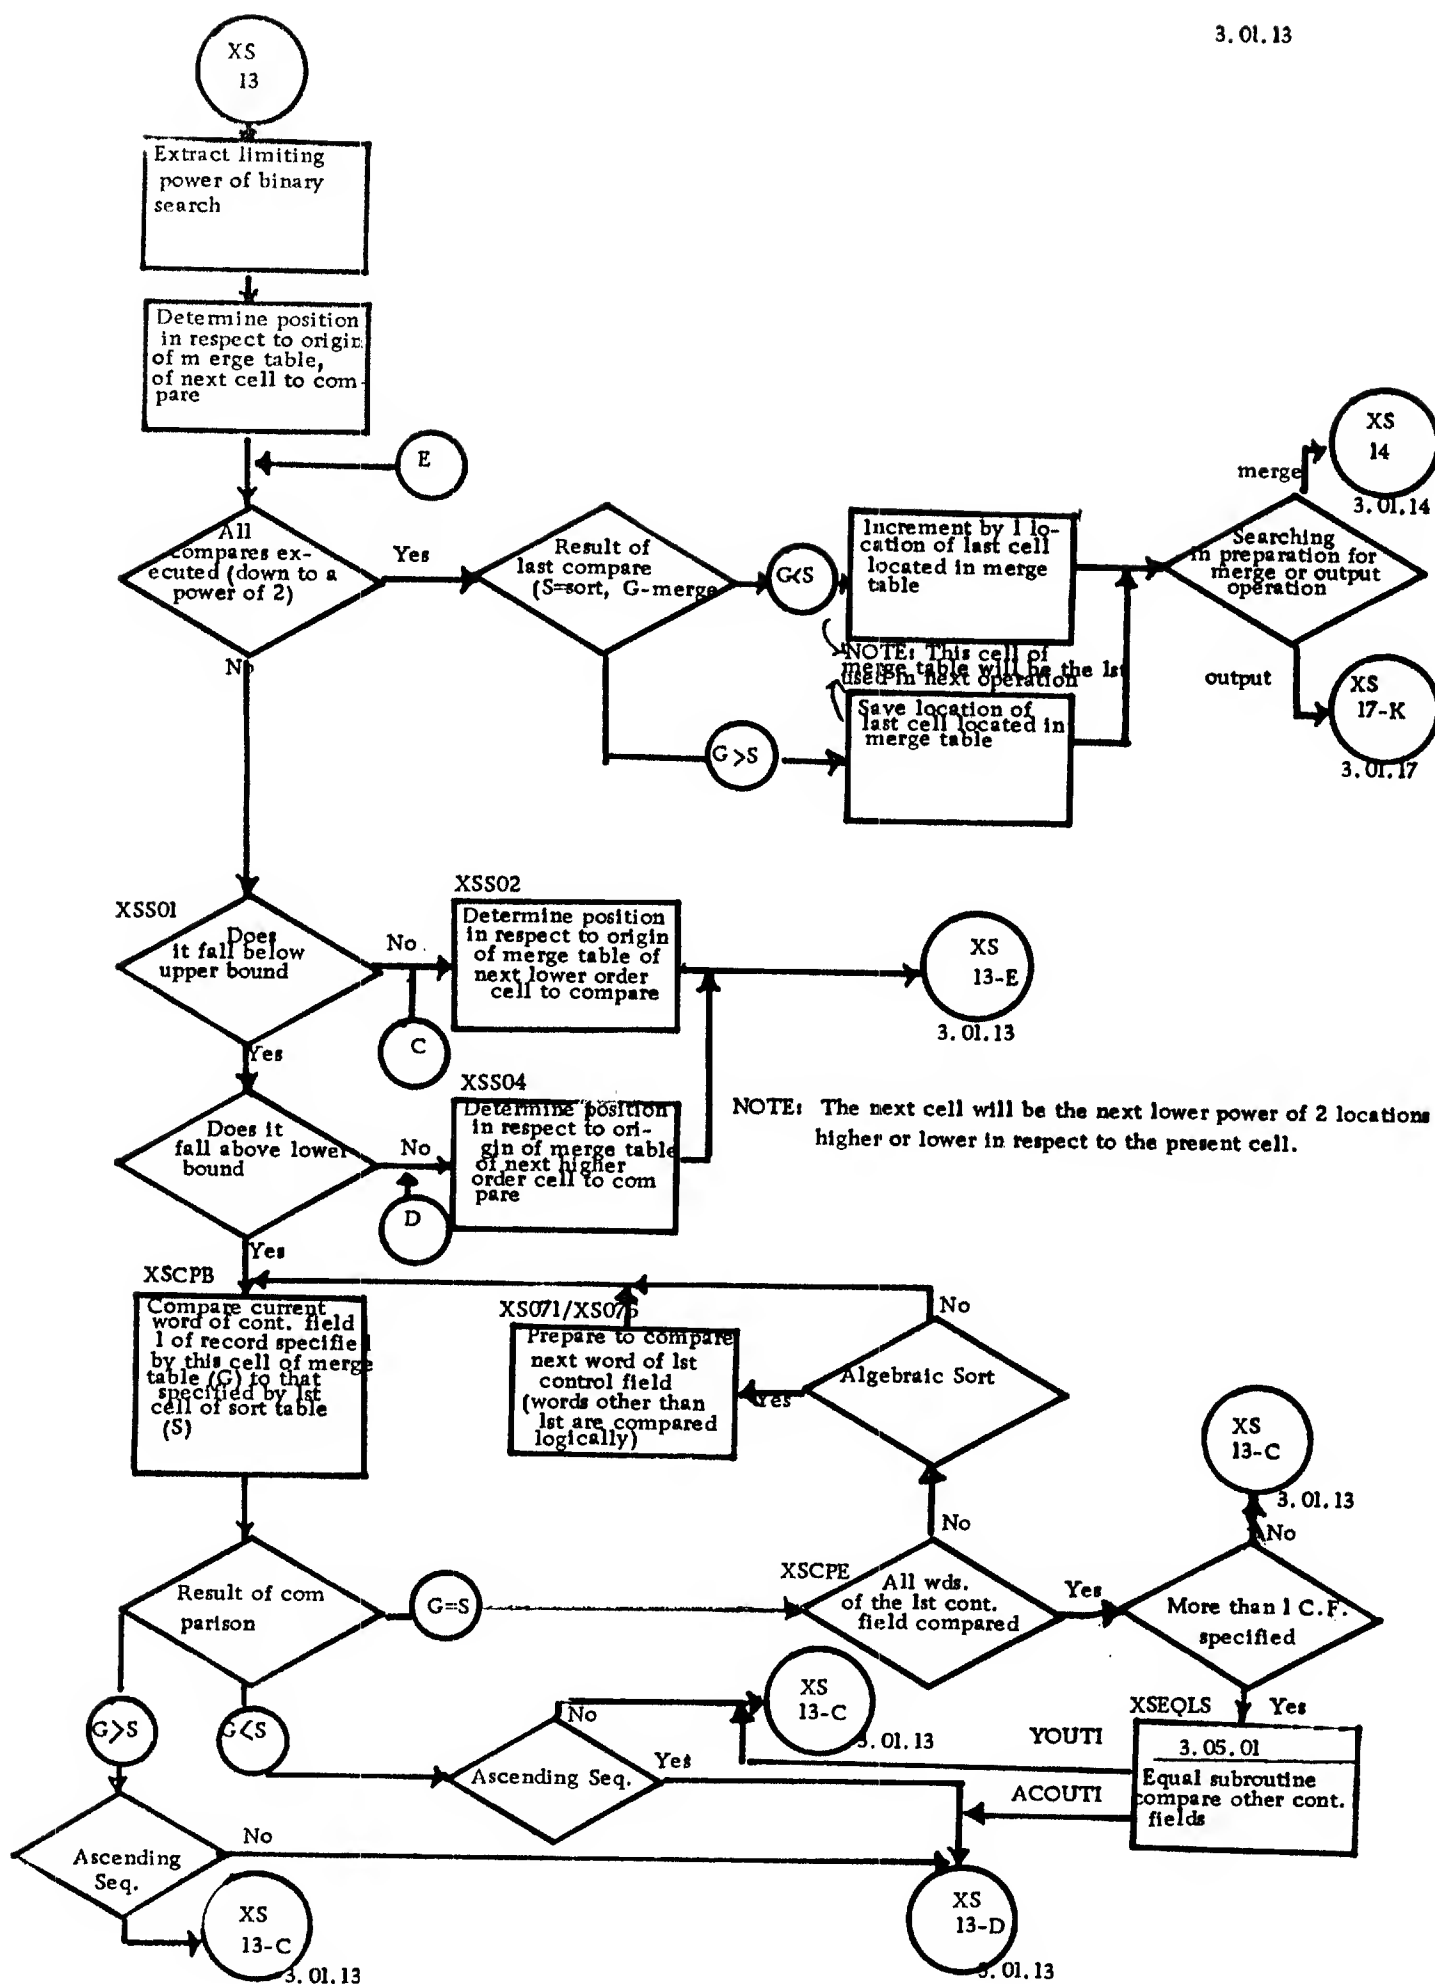 3.01.13
XS
13
Extract limiting
power of binary
search
Determine position
in respect to origin
of m erge table,
of next cell to com-
pare
E
All
compares ex-
ecuted (down to a
power of 2)
Yes
No
Result of
last compare
(S=sort, G-merge
G<S
Increment by 1 lo-
cation of last cell
located in merge
table
NOTE: This cell of
merge table will be the 1st
used in next operation
G>S
Save location of
last cell located in
merge table
Searching
in preparation for
merge or output
operation
merge
XS
14
3.01.14
output
XS
17-K
3.01.17
XSS01
Does
it fall below
upper bound
No
Yes
C
XSS02
Determine position
in respect to origin
of merge table of
next lower order
cell to compare
XS
13-E
3.01.13
Does it
fall above lower
bound
No
Yes
D
XSS04
Determine position
in respect to ori-
gin of merge table
of next higher
order cell to com
pare
NOTE: The next cell will be the next lower power of 2 locations
higher or lower in respect to the present cell.
XSCPB
Compare current
word of cont. field
1 of record specified
by this cell of merge
table (G) to that
specified by 1st
cell of sort table
(S)
XS071/XS075
Prepare to compare
next word of 1st
control field
(words other than
1st are compared
logically)
Algebraic Sort
No
Yes
XS
13-C
3.01.13
Result of com
parison
G=S
XSCPE
All wds.
of the 1st cont.
field compared
No
Yes
More than 1 C.F.
specified
No
Yes
XSEQLS
3.05.01
Equal subroutine
compare other cont.
fields
YOUTI
ACOUTI
G>S
G<S
Ascending Seq.
No
Yes
XS
13-C
3.01.13
Ascending
Seq.
No
XS
13-C
3.01.13
XS
13-D
3.01.13